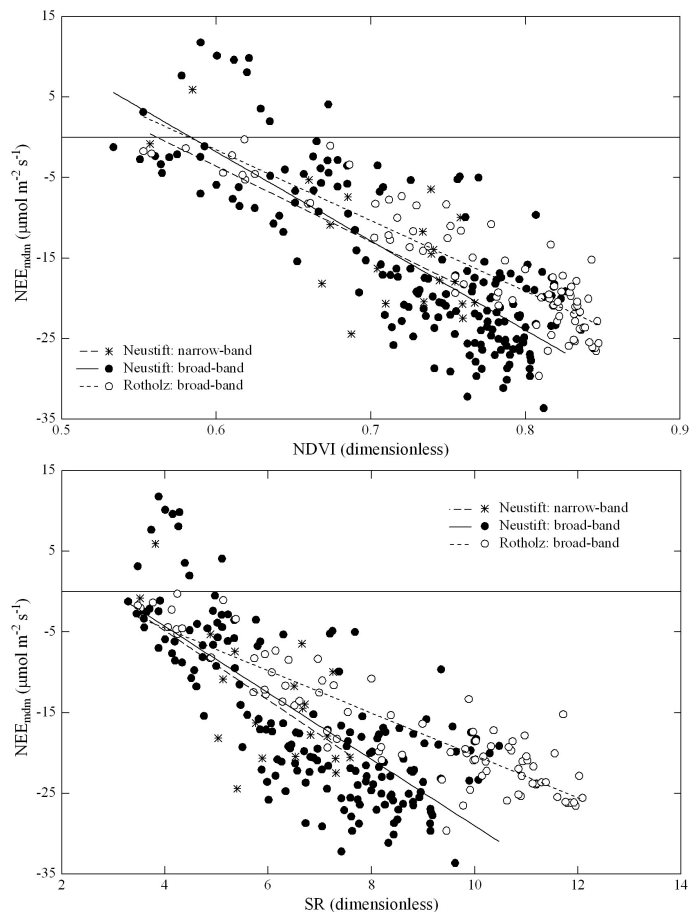 15
5
-5
-15
-25
-35
NEEmdm (μmol m⁻² s⁻¹)
Neustift: narrow-band
Neustift: broad-band
Rotholz: broad-band
0.5 0.6 0.7 0.8 0.9
NDVI (dimensionless)
15
5
-5
-15
-25
-35
NEEmdm (μmol m⁻² s⁻¹)
Neustift: narrow-band
Neustift: broad-band
Rotholz: broad-band
2 4 6 8 10 12 14
SR (dimensionless)